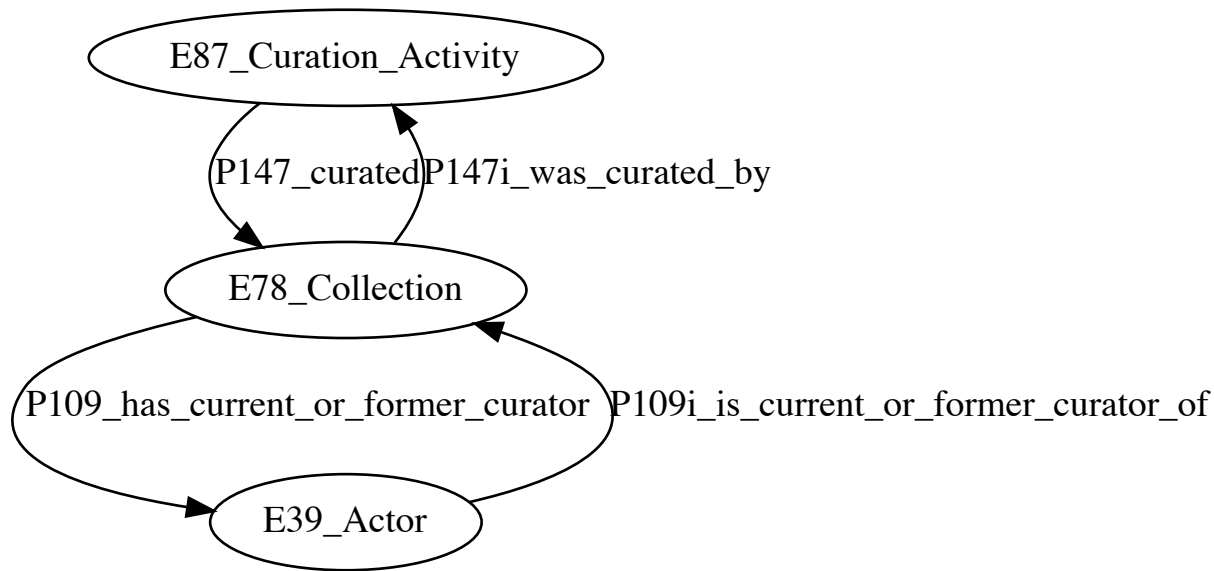 E87_Curation_Activity
P147_curated
P147i_was_curated_by
E78_Collection
P109_has_current_or_former_curator
P109i_is_current_or_former_curator_of
E39_Actor